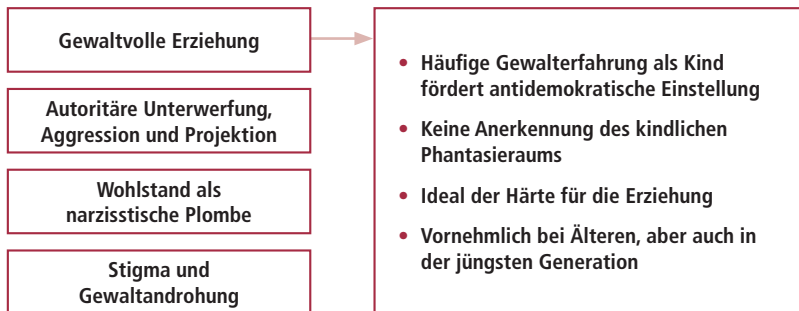 Gewaltvolle Erziehung
Autoritäre Unterwerfung,
Aggression und Projektion
Wohlstand als
narzisstische Plombe
Stigma und
Gewaltandrohung
• Häufige Gewalterfahrung als Kind
fördert antidemokratische Einstellung
• Keine Anerkennung des kindlichen
Phantasieraums
• Ideal der Härte für die Erziehung
• Vornehmlich bei Älteren, aber auch in
der jüngsten Generation